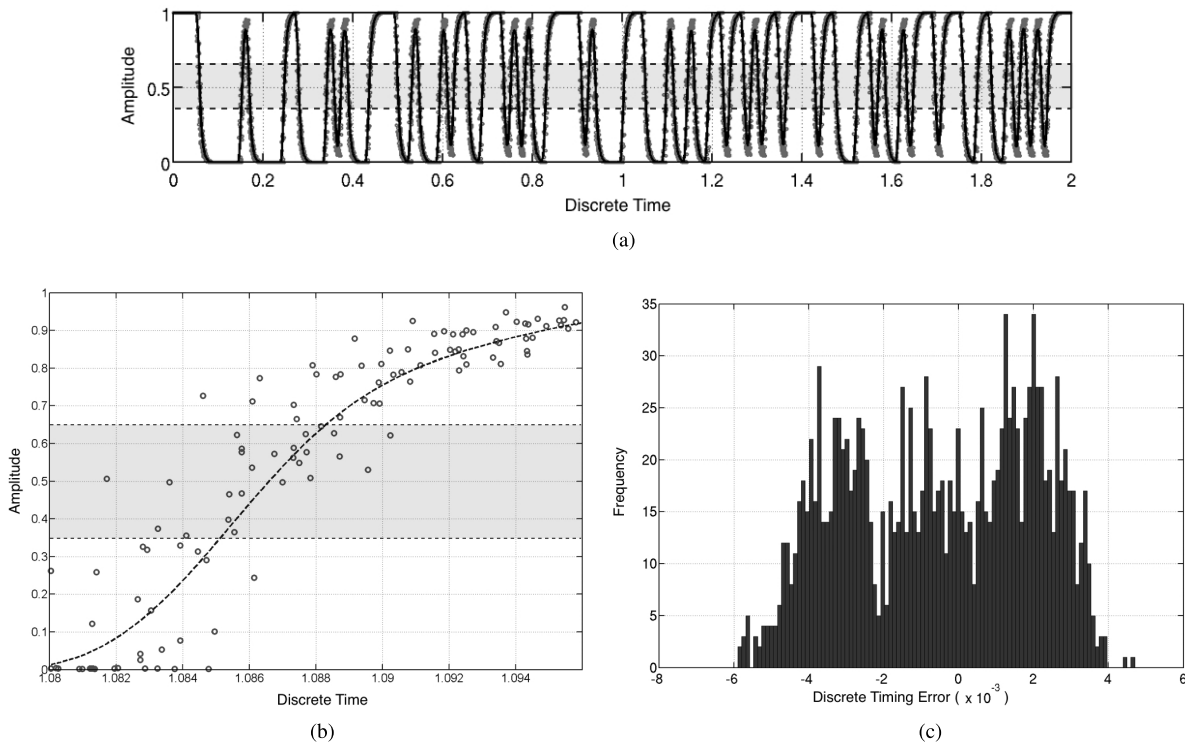 1
0.5
0
Amplitude
0 0.2 0.4 0.6 0.8 1 1.2 1.4 1.6 1.8 2
Discrete Time
(a)
1
0.9
0.8
0.7
0.6
0.5
0.4
0.3
0.2
0.1
0
Amplitude
1.08 1.082 1.084 1.086 1.088 1.09 1.092 1.094
Discrete Time
(b)
35
30
25
20
15
10
5
0
Frequency
-8 -6 -4 -2 0 2 4 6
Discrete Timing Error ( x 10⁻³ )
(c)